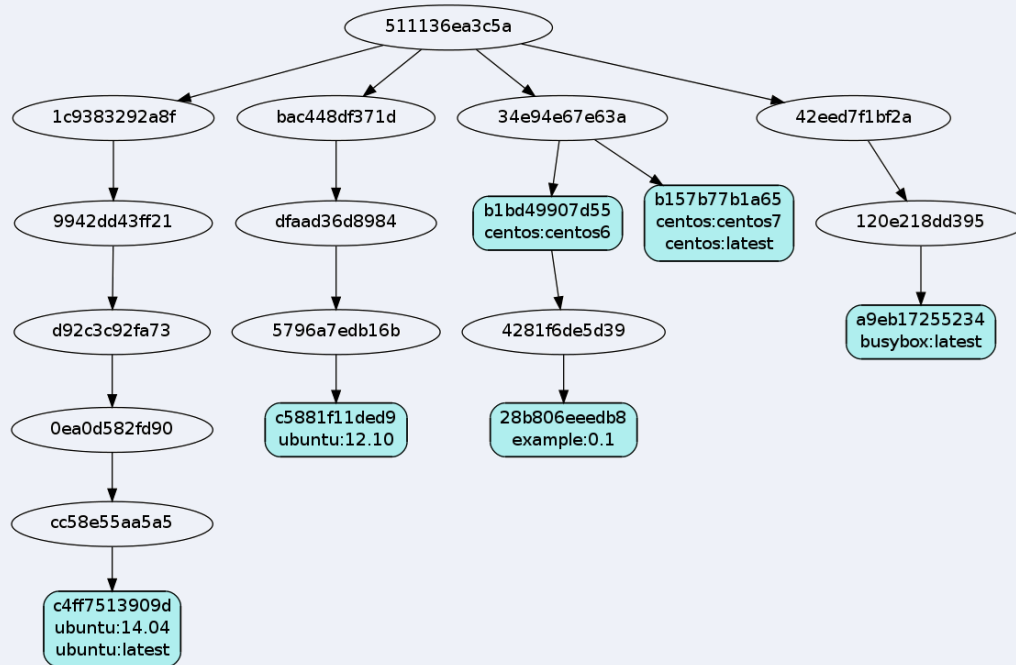 511136ea3c5a
1c9383292a8f
bac448df371d
34e94e67e63a
42eed7f1bf2a
9942dd43ff21
dfaad36d8984
b1bd49907d55
centos:centos6
b157b77b1a65
centos:centos7
centos:latest
120e218dd395
d92c3c92fa73
5796a7edb16b
4281f6de5d39
a9eb17255234
busybox:latest
0ea0d582fd90
c5881f11ded9
ubuntu:12.10
28b806eeedb8
example:0.1
cc58e55aa5a5
c4ff7513909d
ubuntu:14.04
ubuntu:latest